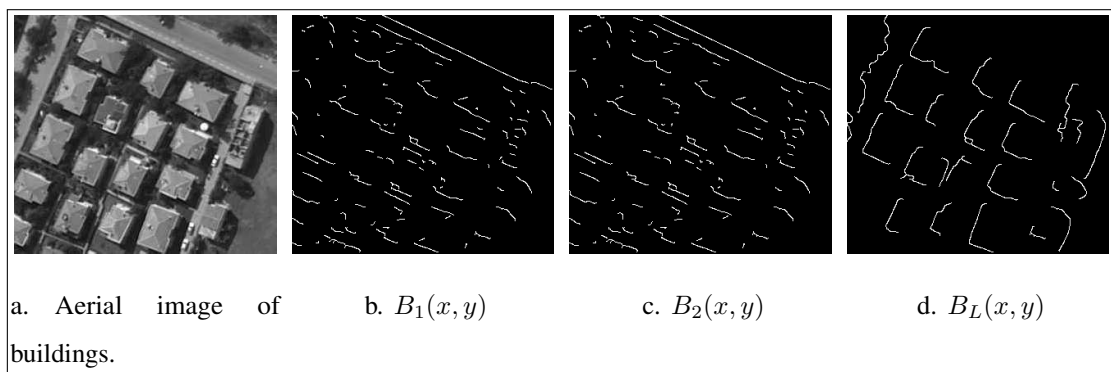 a. Aerial image of
buildings.
b. $B_1(x, y)$
c. $B_2(x, y)$
d. $B_L(x, y)$